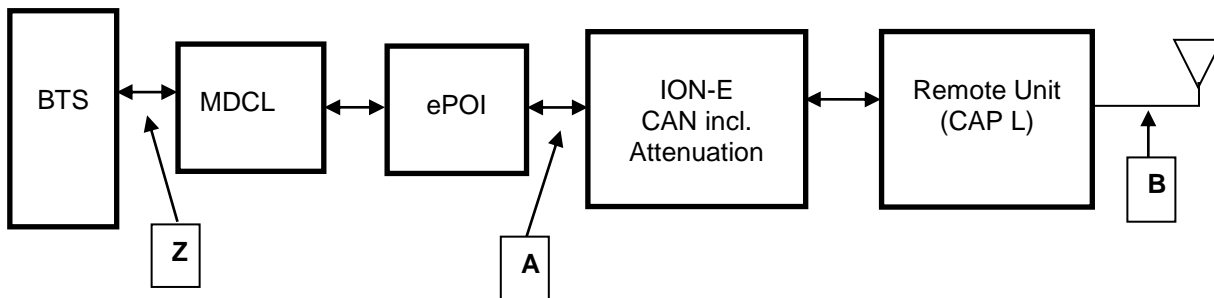 BTS
MDCL
ePOI
ION-E
CAN incl.
Attenuation
Remote Unit
(CAP L)
Z
A
B